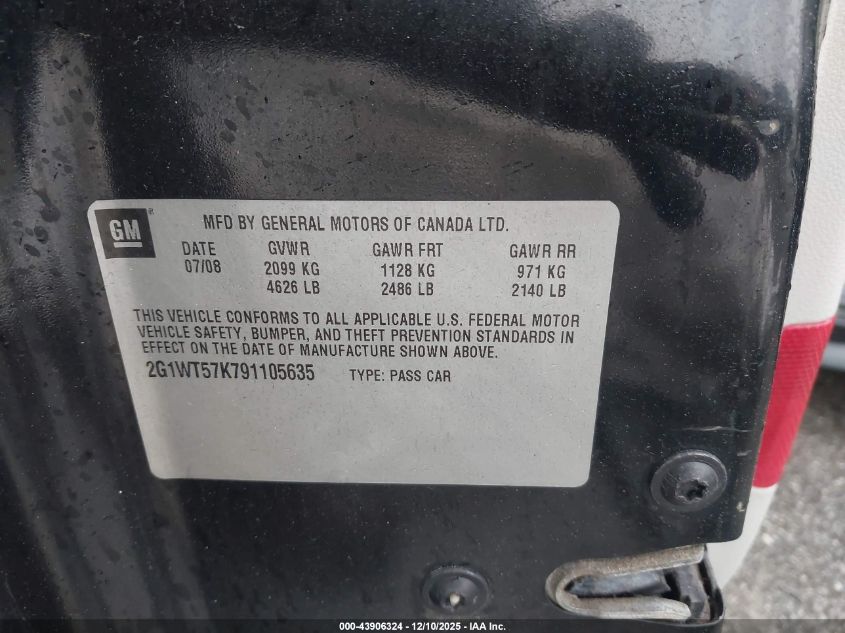 GM
MFD BY GENERAL MOTORS OF CANADA LTD.
DATE GVWR GAWR FRT GAWR RR
07/08 2099 KG 1128 KG 971 KG
4626 LB 2486 LB 2140 LB
THIS VEHICLE CONFORMS TO ALL APPLICABLE U.S. FEDERAL MOTOR
VEHICLE SAFETY, BUMPER, AND THEFT PREVENTION STANDARDS IN
EFFECT ON THE DATE OF MANUFACTURE SHOWN ABOVE.
2G1WT57K791105635 TYPE: PASS CAR
000-43906324 - 12/10/2025 - IAA Inc.